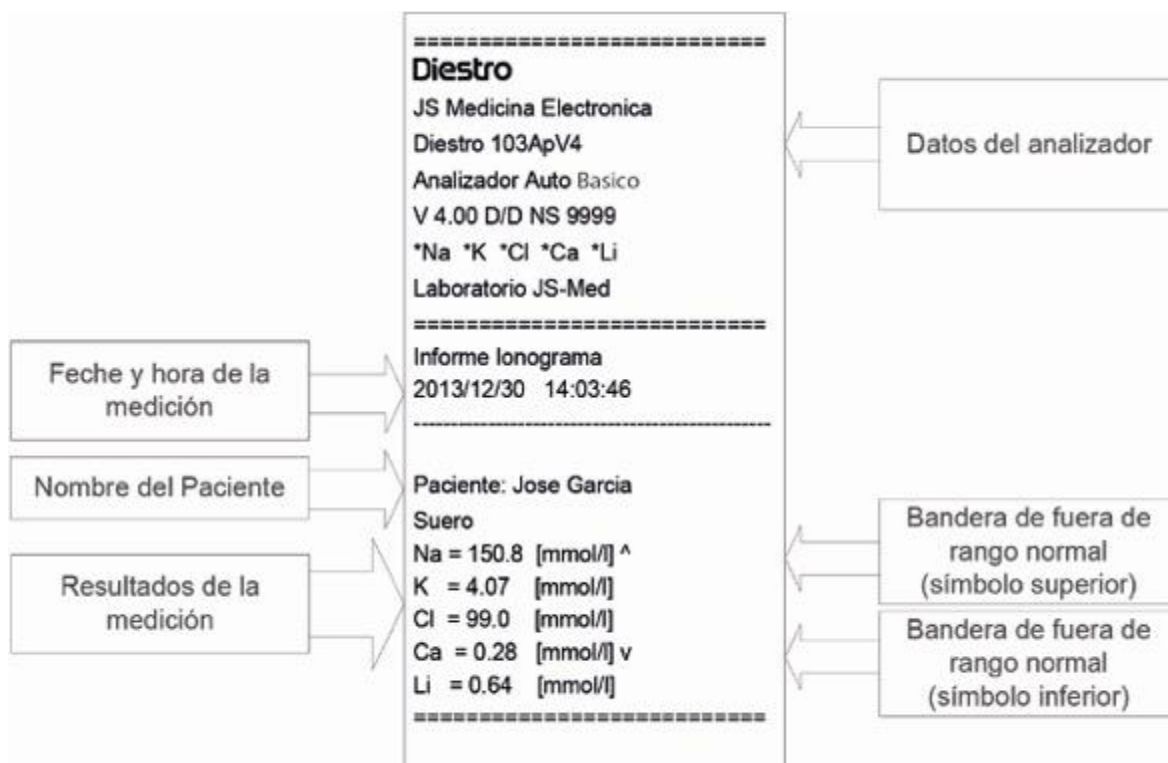 ===========================
Diestro
JS Medicina Electronica
Diestro 103ApV4
Analizador Auto Basico
V 4.00 D/D NS 9999
*Na *K *Cl *Ca *Li
Laboratorio JS-Med
===========================
Datos del analizador
Informe Ionograma
2013/12/30 14:03:46
-------------------------------------------------
Feche y hora de la
medición
Nombre del Paciente
Paciente: Jose Garcia
Suero
Na = 150.8 [mmol/l] ^
K = 4.07 [mmol/l]
Cl = 99.0 [mmol/l]
Ca = 0.28 [mmol/l] v
Li = 0.64 [mmol/l]
===========================
Resultados de la
medición
Bandera de fuera de
rango normal
(símbolo superior)
Bandera de fuera de
rango normal
(símbolo inferior)